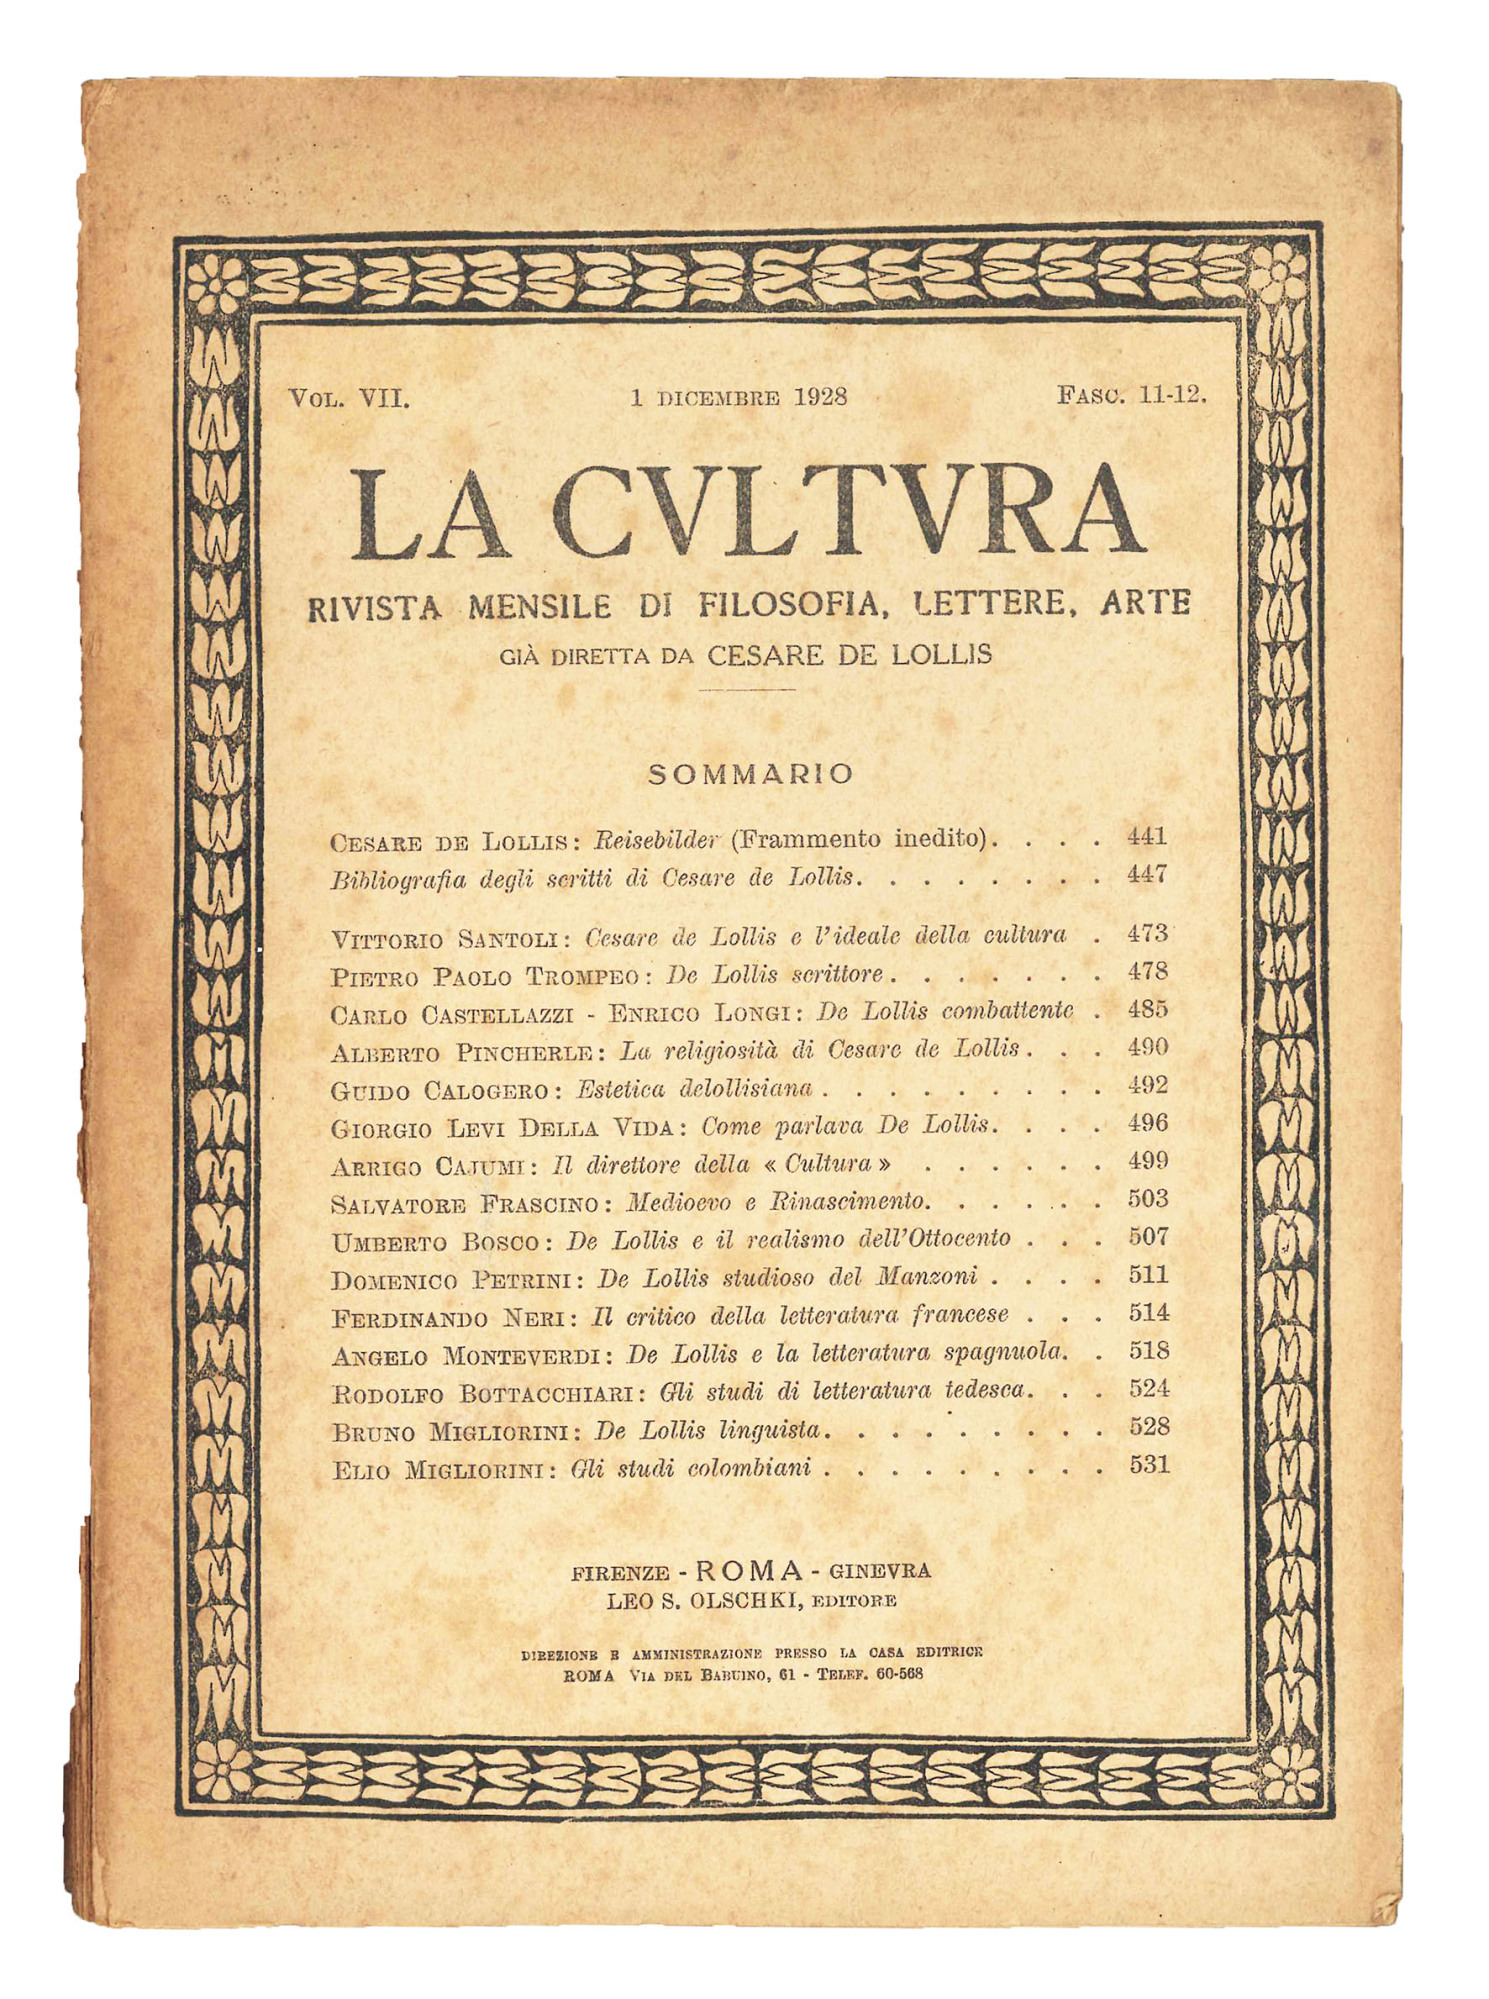 VOL. VII. 1 DICEMBRE 1928 FASC. 11-12.
LA CVLTVRA
RIVISTA MENSILE DI FILOSOFIA, LETTERE, ARTE
GIÀ DIRETTA DA CESARE DE LOLLIS
SOMMARIO
CESARE DE LOLLIS: Reisebilder (Frammento inedito). . . . 441
Bibliografia degli scritti di Cesare de Lollis. . . . . . . . 447
VITTORIO SANTOLI: Cesare de Lollis e l'ideale della cultura . 473
PIETRO PAOLO TROMPEO: De Lollis scrittore. . . . . . . 478
CARLO CASTELLAZZI - ENRICO LONGI: De Lollis combattente . 485
ALBERTO PINCHERLE: La religiosità di Cesare de Lollis. . . 490
GUIDO CALOGERO: Estetica delollisiana . . . . . . . . . 492
GIORGIO LEVI DELLA VIDA: Come parlava De Lollis. . . . 496
ARRIGO CAJUMI: Il direttore della « Cultura » . . . . . . 499
SALVATORE FRASCINO: Medioevo e Rinascimento. . . . . . 503
UMBERTO BOSCO: De Lollis e il realismo dell'Ottocento . . . 507
DOMENICO PETRINI: De Lollis studioso del Manzoni . . . . 511
FERDINANDO NERI: Il critico della letteratura francese . . . 514
ANGELO MONTEVERDI: De Lollis e la letteratura spagnuola. . 518
RODOLFO BOTTACCHIARI: Gli studi di letteratura tedesca. . . 524
BRUNO MIGLIORINI: De Lollis linguista. . . . . . . . . 528
ELIO MIGLIORINI: Gli studi colombiani . . . . . . . . . 531
FIRENZE - ROMA - GINEVRA
LEO S. OLSCHKI, EDITORE
DIREZIONE E AMMINISTRAZIONE PRESSO LA CASA EDITRICE
ROMA VIA DEL BABUINO, 61 - TELEF. 60-568